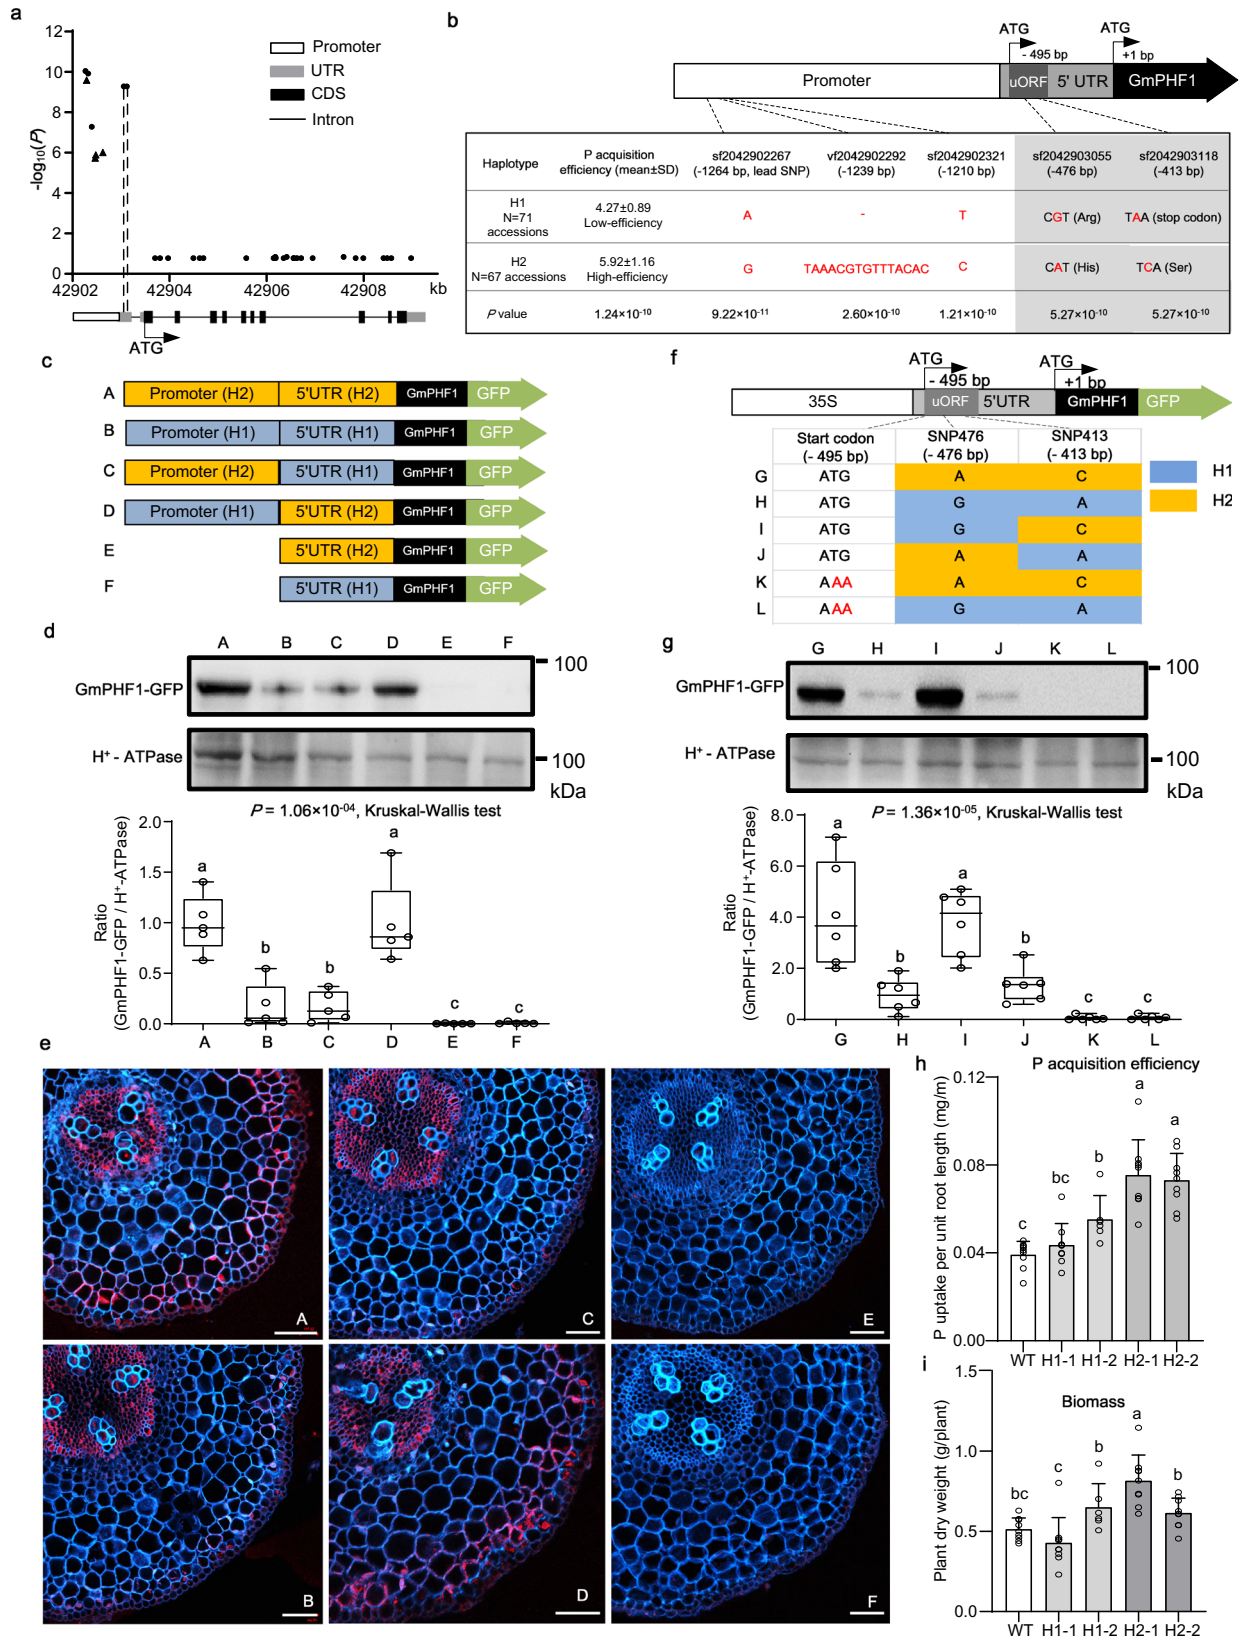 a
12
10
8
6
4
2
0
-log10(P)
42902 42904 42906 42908 kb
Promoter
UTR
CDS
Intron
ATG
b
ATG ATG
- 495 bp +1 bp
Promoter uORF 5' UTR GmPHF1
Haplotype P acquisition efficiency (mean±SD) sf2042902267 (-1264 bp, lead SNP) vf2042902292 (-1239 bp) sf2042902321 (-1210 bp) sf2042903055 (-476 bp) sf2042903118 (-413 bp)
H1 N=71 accessions 4.27±0.89 Low-efficiency A - T CGT (Arg) TAA (stop codon)
H2 N=67 accessions 5.92±1.16 High-efficiency G TAAACGTGTTTACAC C CAT (His) TCA (Ser)
P value 1.24×10⁻¹⁰ 9.22×10⁻¹¹ 2.60×10⁻¹⁰ 1.21×10⁻¹⁰ 5.27×10⁻¹⁰ 5.27×10⁻¹⁰
c
A Promoter (H2) 5'UTR (H2) GmPHF1 GFP
B Promoter (H1) 5'UTR (H1) GmPHF1 GFP
C Promoter (H2) 5'UTR (H1) GmPHF1 GFP
D Promoter (H1) 5'UTR (H2) GmPHF1 GFP
E 5'UTR (H2) GmPHF1 GFP
F 5'UTR (H1) GmPHF1 GFP
d
A B C D E F
GmPHF1-GFP 100
H⁺ - ATPase 100
kDa
P = 1.06×10⁻⁰⁴, Kruskal-Wallis test
Ratio
(GmPHF1-GFP / H⁺-ATPase)
2.0
1.5
1.0
0.5
0.0
a b b a c c
A B C D E F
e
A C E
B D F
f
ATG ATG
- 495 bp +1 bp
35S uORF 5'UTR GmPHF1 GFP
Start codon (- 495 bp) SNP476 (- 476 bp) SNP413 (- 413 bp)
G ATG A C
H ATG G A
I ATG G C
J ATG A A
K AAA A C
L AAA G A
H1
H2
g
G H I J K L
GmPHF1-GFP 100
H⁺ - ATPase 100
kDa
P = 1.36×10⁻⁰⁵, Kruskal-Wallis test
Ratio
(GmPHF1-GFP / H⁺-ATPase)
8.0
6.0
4.0
2.0
0
a b a b c c
G H I J K L
h
P acquisition efficiency
P uptake per unit root length (mg/m)
0.12
0.08
0.04
0.00
c bc b a a
WT H1-1 H1-2 H2-1 H2-2
i
Biomass
Plant dry weight (g/plant)
1.5
1.0
0.5
0.0
bc c b a b
WT H1-1 H1-2 H2-1 H2-2